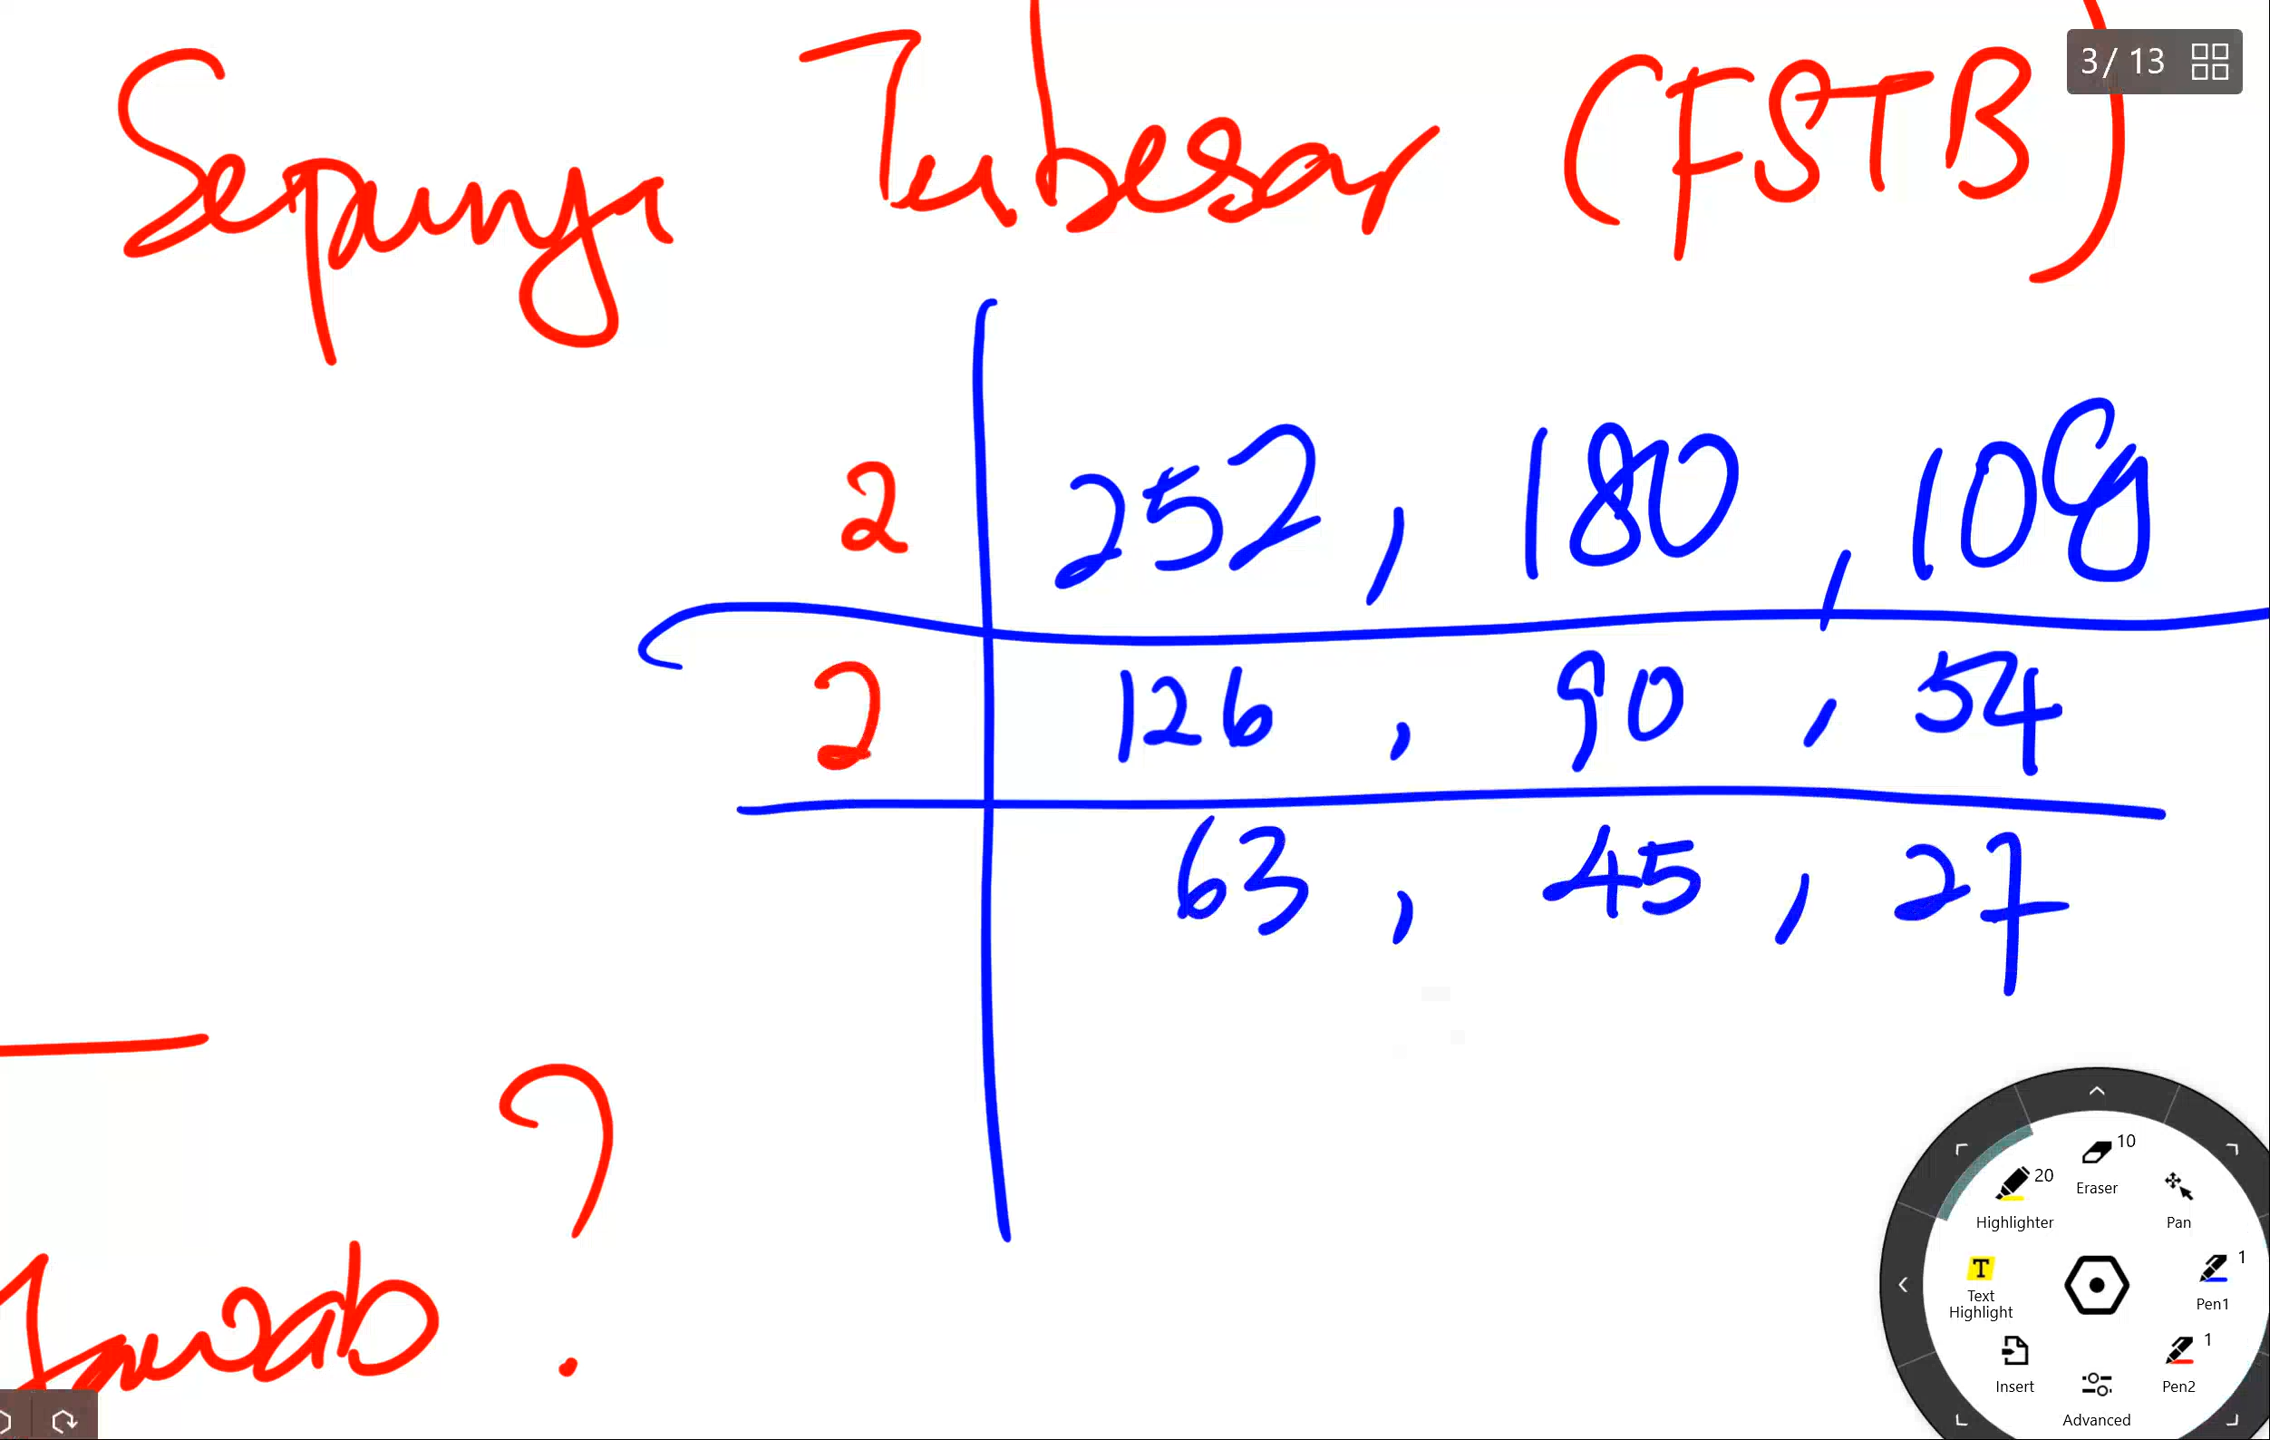 Sepunya Terbesar (FSTB)
3/ 13
2 252, 180, 108
2 126, 90, 54
63, 45, 27
?
Jawab
10
Eraser
20
Highlighter
Pan
T
Text Highlight
1
Pen1
1
Pen2
Insert
Advanced